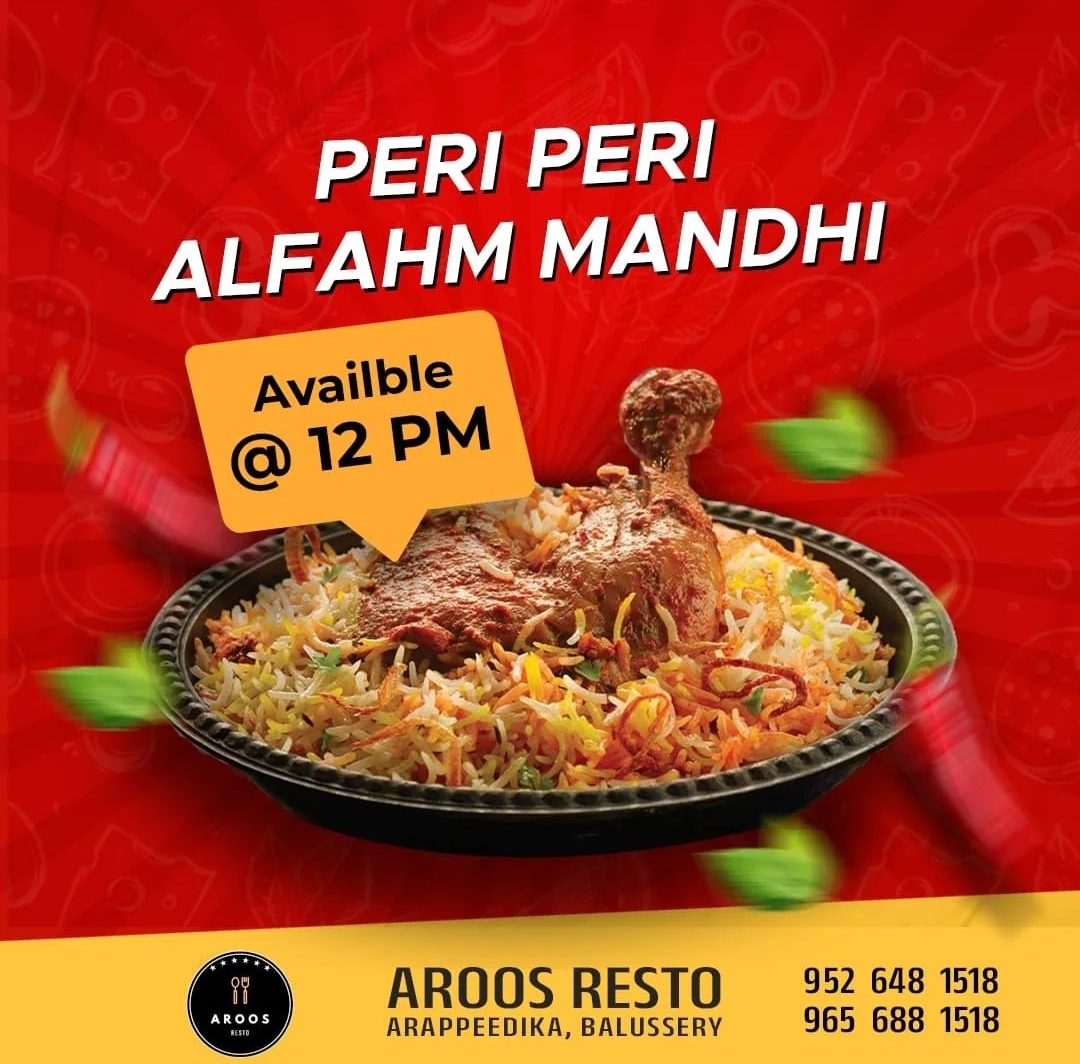 PERI PERI
ALFAHM MANDHI
Availble
@ 12 PM
AROOS
RESTO
AROOS RESTO
ARAPPEEDIKA, BALUSSERY
952 648 1518
965 688 1518